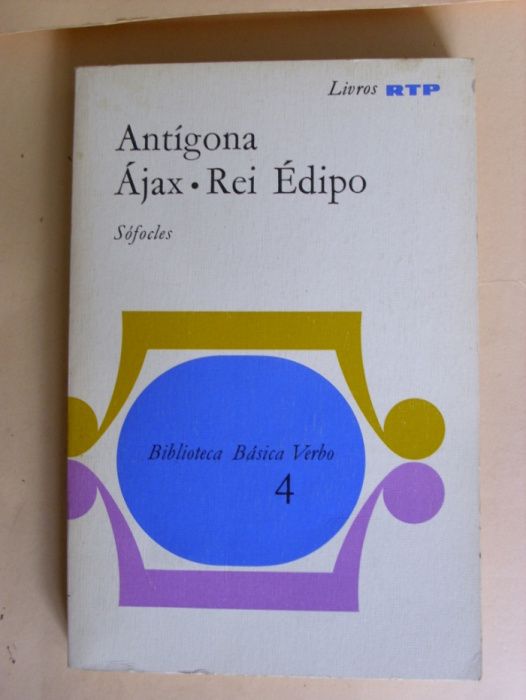 Livros RTP
Antígona
Ájax • Rei Édipo
Sófocles
Biblioteca Básica Verbo
4